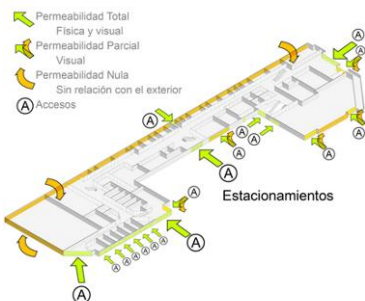 Permeabilidad Total
Física y visual
Permeabilidad Parcial
Visual
Permeabilidad Nula
Sin relación con el exterior
A Accesos
A
A
A
A
A
A
A
A
A
A
Estacionamientos
A
A
A
A
A
A
A
A
A